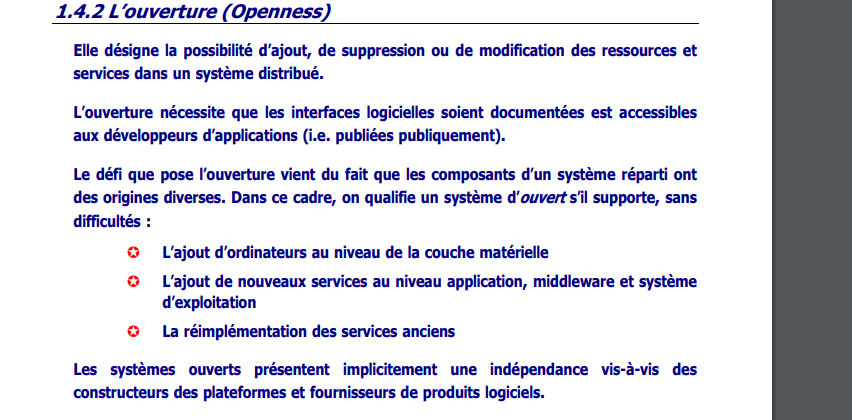 1.4.2 L’ouverture (Openness)
Elle désigne la possibilité d’ajout, de suppression ou de modification des ressources et
services dans un système distribué.
L’ouverture nécessite que les interfaces logicielles soient documentées est accessibles
aux développeurs d’applications (i.e. publiées publiquement).
Le défi que pose l’ouverture vient du fait que les composants d’un système réparti ont
des origines diverses. Dans ce cadre, on qualifie un système d’ouvert s’il supporte, sans
difficultés :
L’ajout d’ordinateurs au niveau de la couche matérielle
L’ajout de nouveaux services au niveau application, middleware et système
d’exploitation
La réimplémentation des services anciens
Les systèmes ouverts présentent implicitement une indépendance vis-à-vis des
constructeurs des plateformes et fournisseurs de produits logiciels.